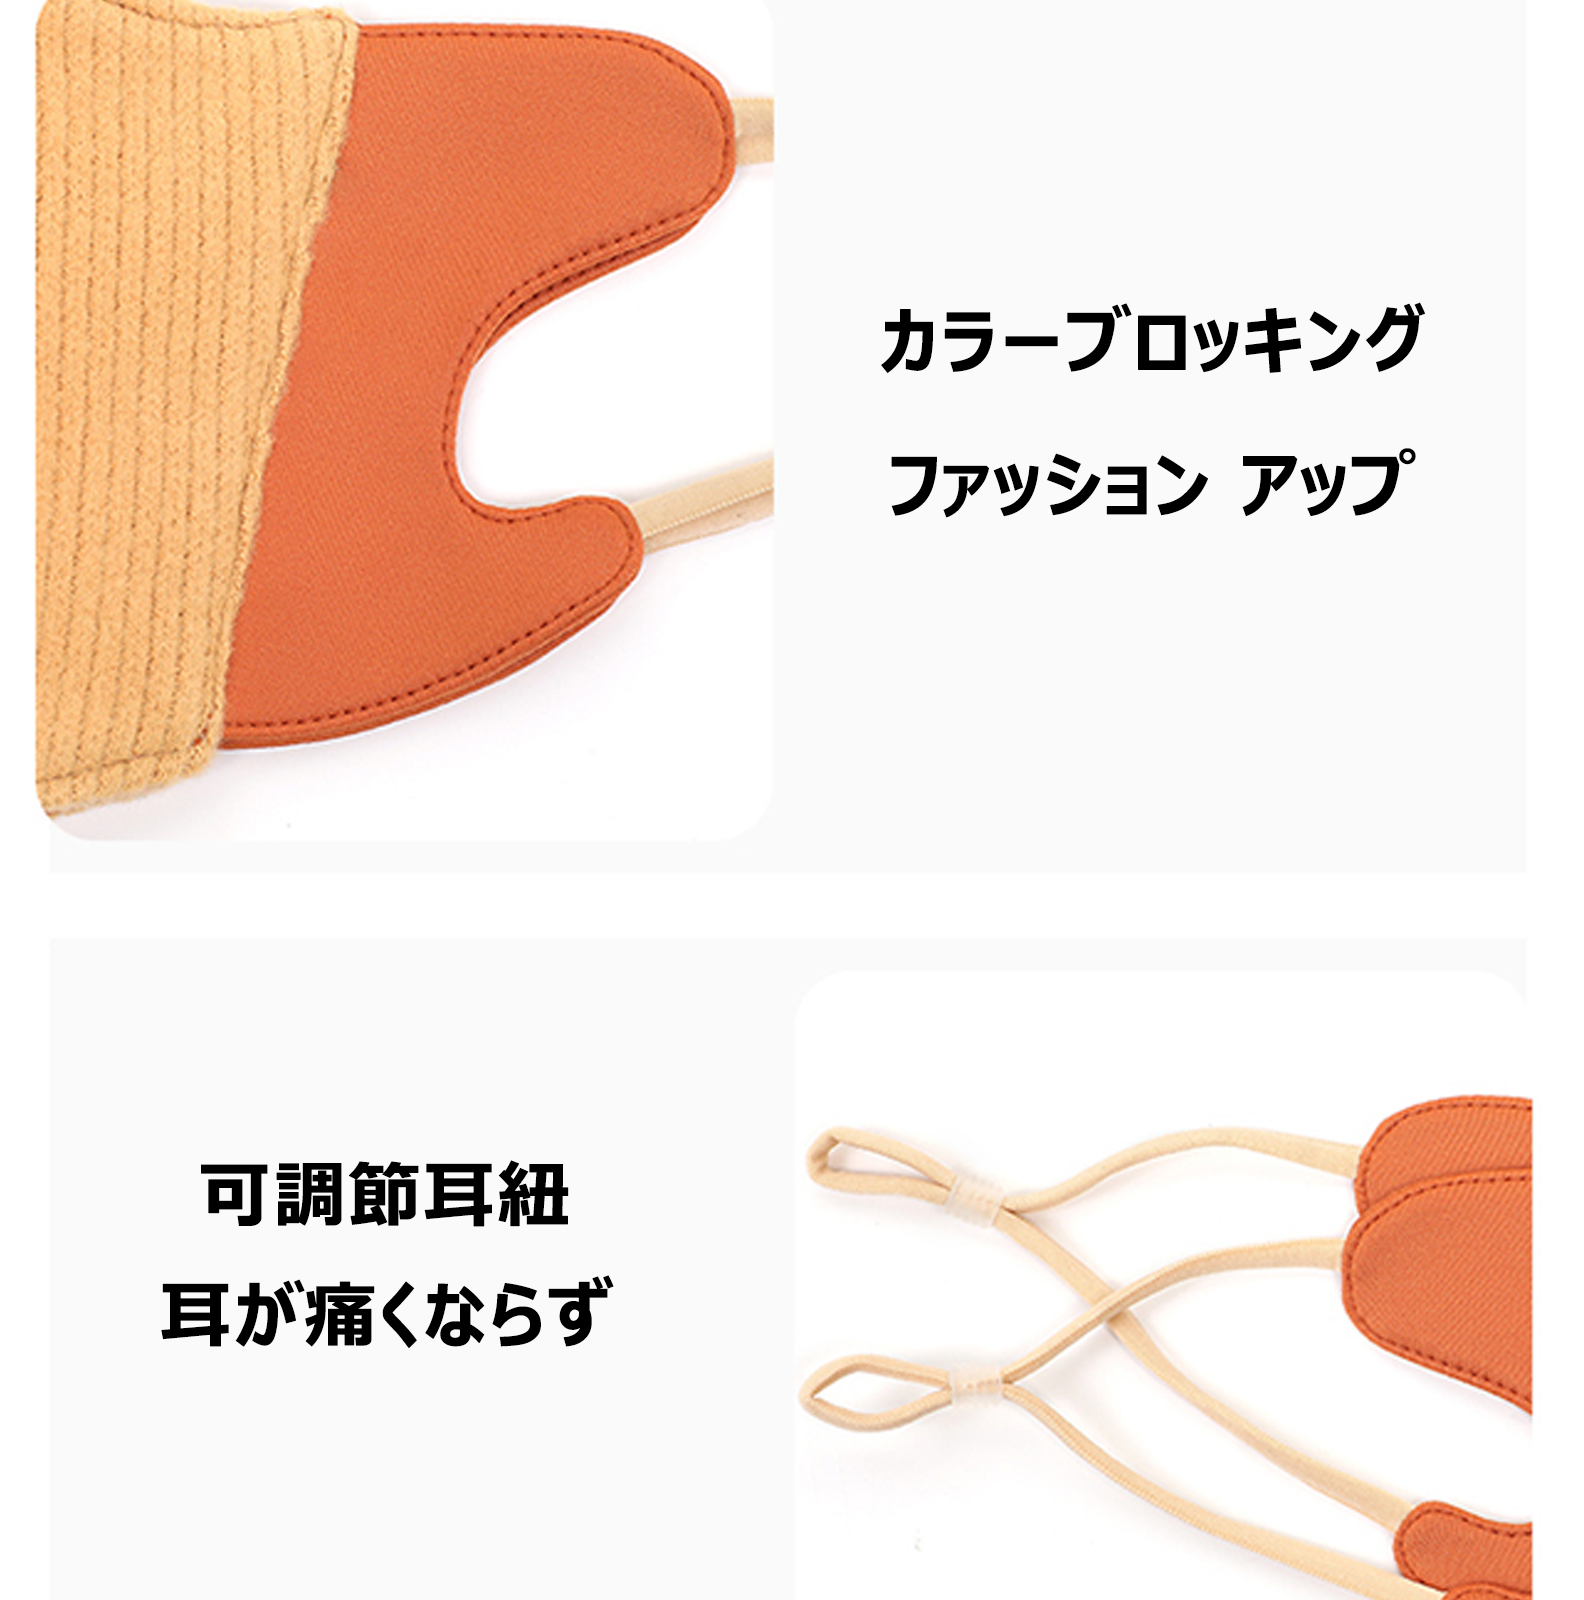 カラーブロッキング
ファッション アップ
可調節耳紐
耳が痛くならず